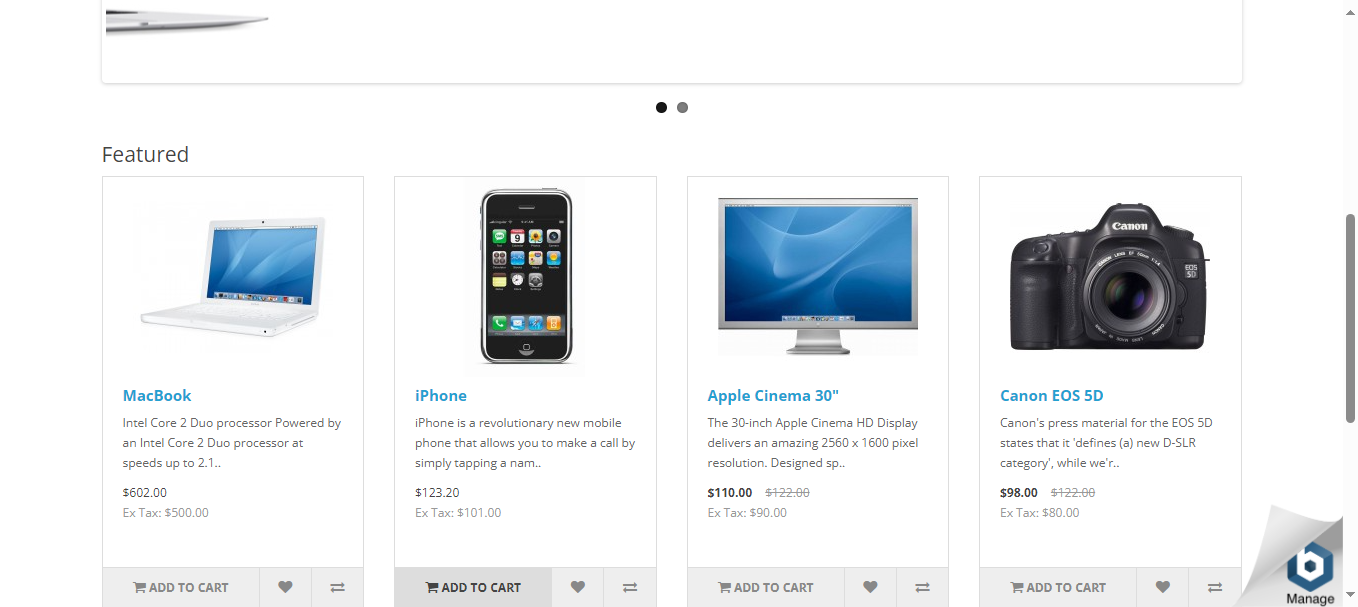 Featured
MacBook
Intel Core 2 Duo processor Powered by
an Intel Core 2 Duo processor at
speeds up to 2.1..
$602.00
Ex Tax: $500.00
ADD TO CART
iPhone
iPhone is a revolutionary new mobile
phone that allows you to make a call by
simply tapping a nam..
$123.20
Ex Tax: $101.00
ADD TO CART
Apple Cinema 30"
The 30-inch Apple Cinema HD Display
delivers an amazing 2560 x 1600 pixel
resolution. Designed sp..
$110.00 $122.00
Ex Tax: $90.00
ADD TO CART
Canon
EOS
5D
Canon EOS 5D
Canon's press material for the EOS 5D
states that it 'defines (a) new D-SLR
category', while we'r..
$98.00 $122.00
Ex Tax: $80.00
ADD TO CART
Manage